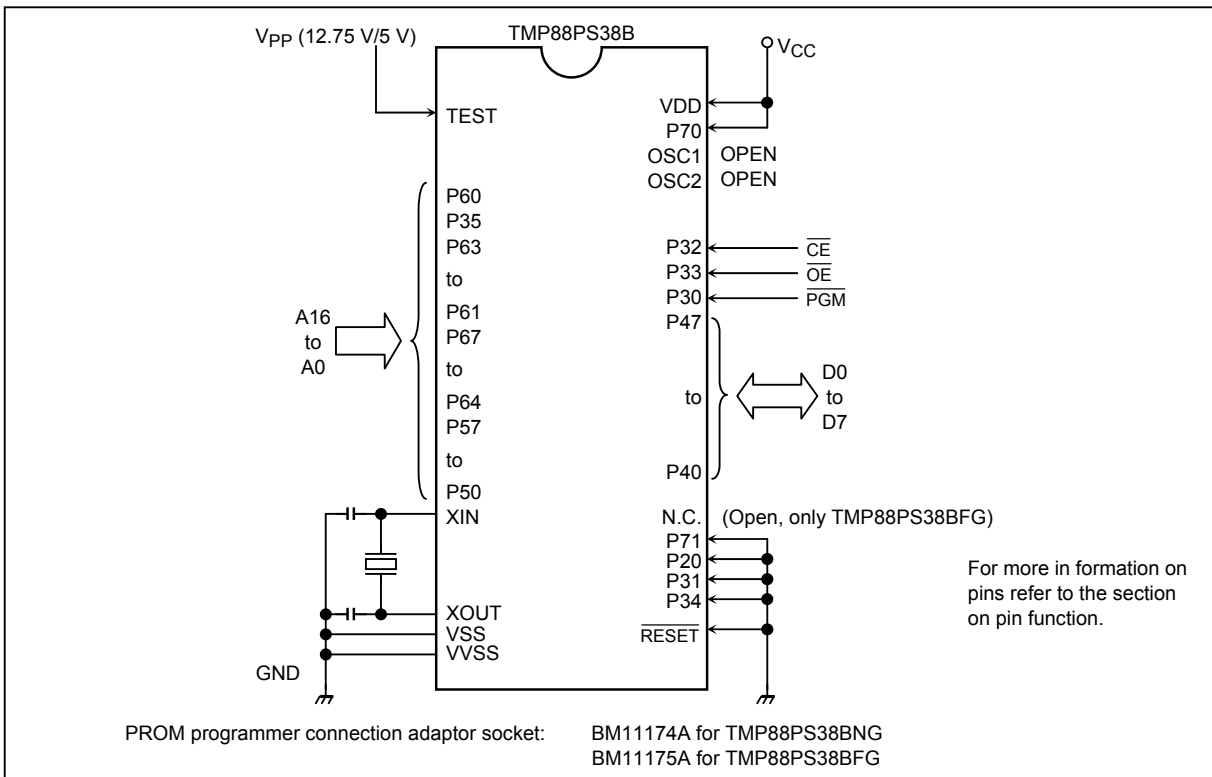 TMP88PS38B
VPP (12.75 V/5 V)
VCC
TEST
VDD
P70
OSC1 OPEN
OSC2 OPEN
P60
P35
P63
to
P61
P67
to
P64
P57
to
P50
A16
to
A0
XIN
XOUT
VSS
VVSS
GND
P32 CE
P33 OE
P30 PGM
P47
to
P40
D0
to
D7
N.C. (Open, only TMP88PS38BFG)
P71
P20
P31
P34
RESET
For more in formation on
pins refer to the section
on pin function.
PROM programmer connection adaptor socket: BM11174A for TMP88PS38BNG
BM11175A for TMP88PS38BFG